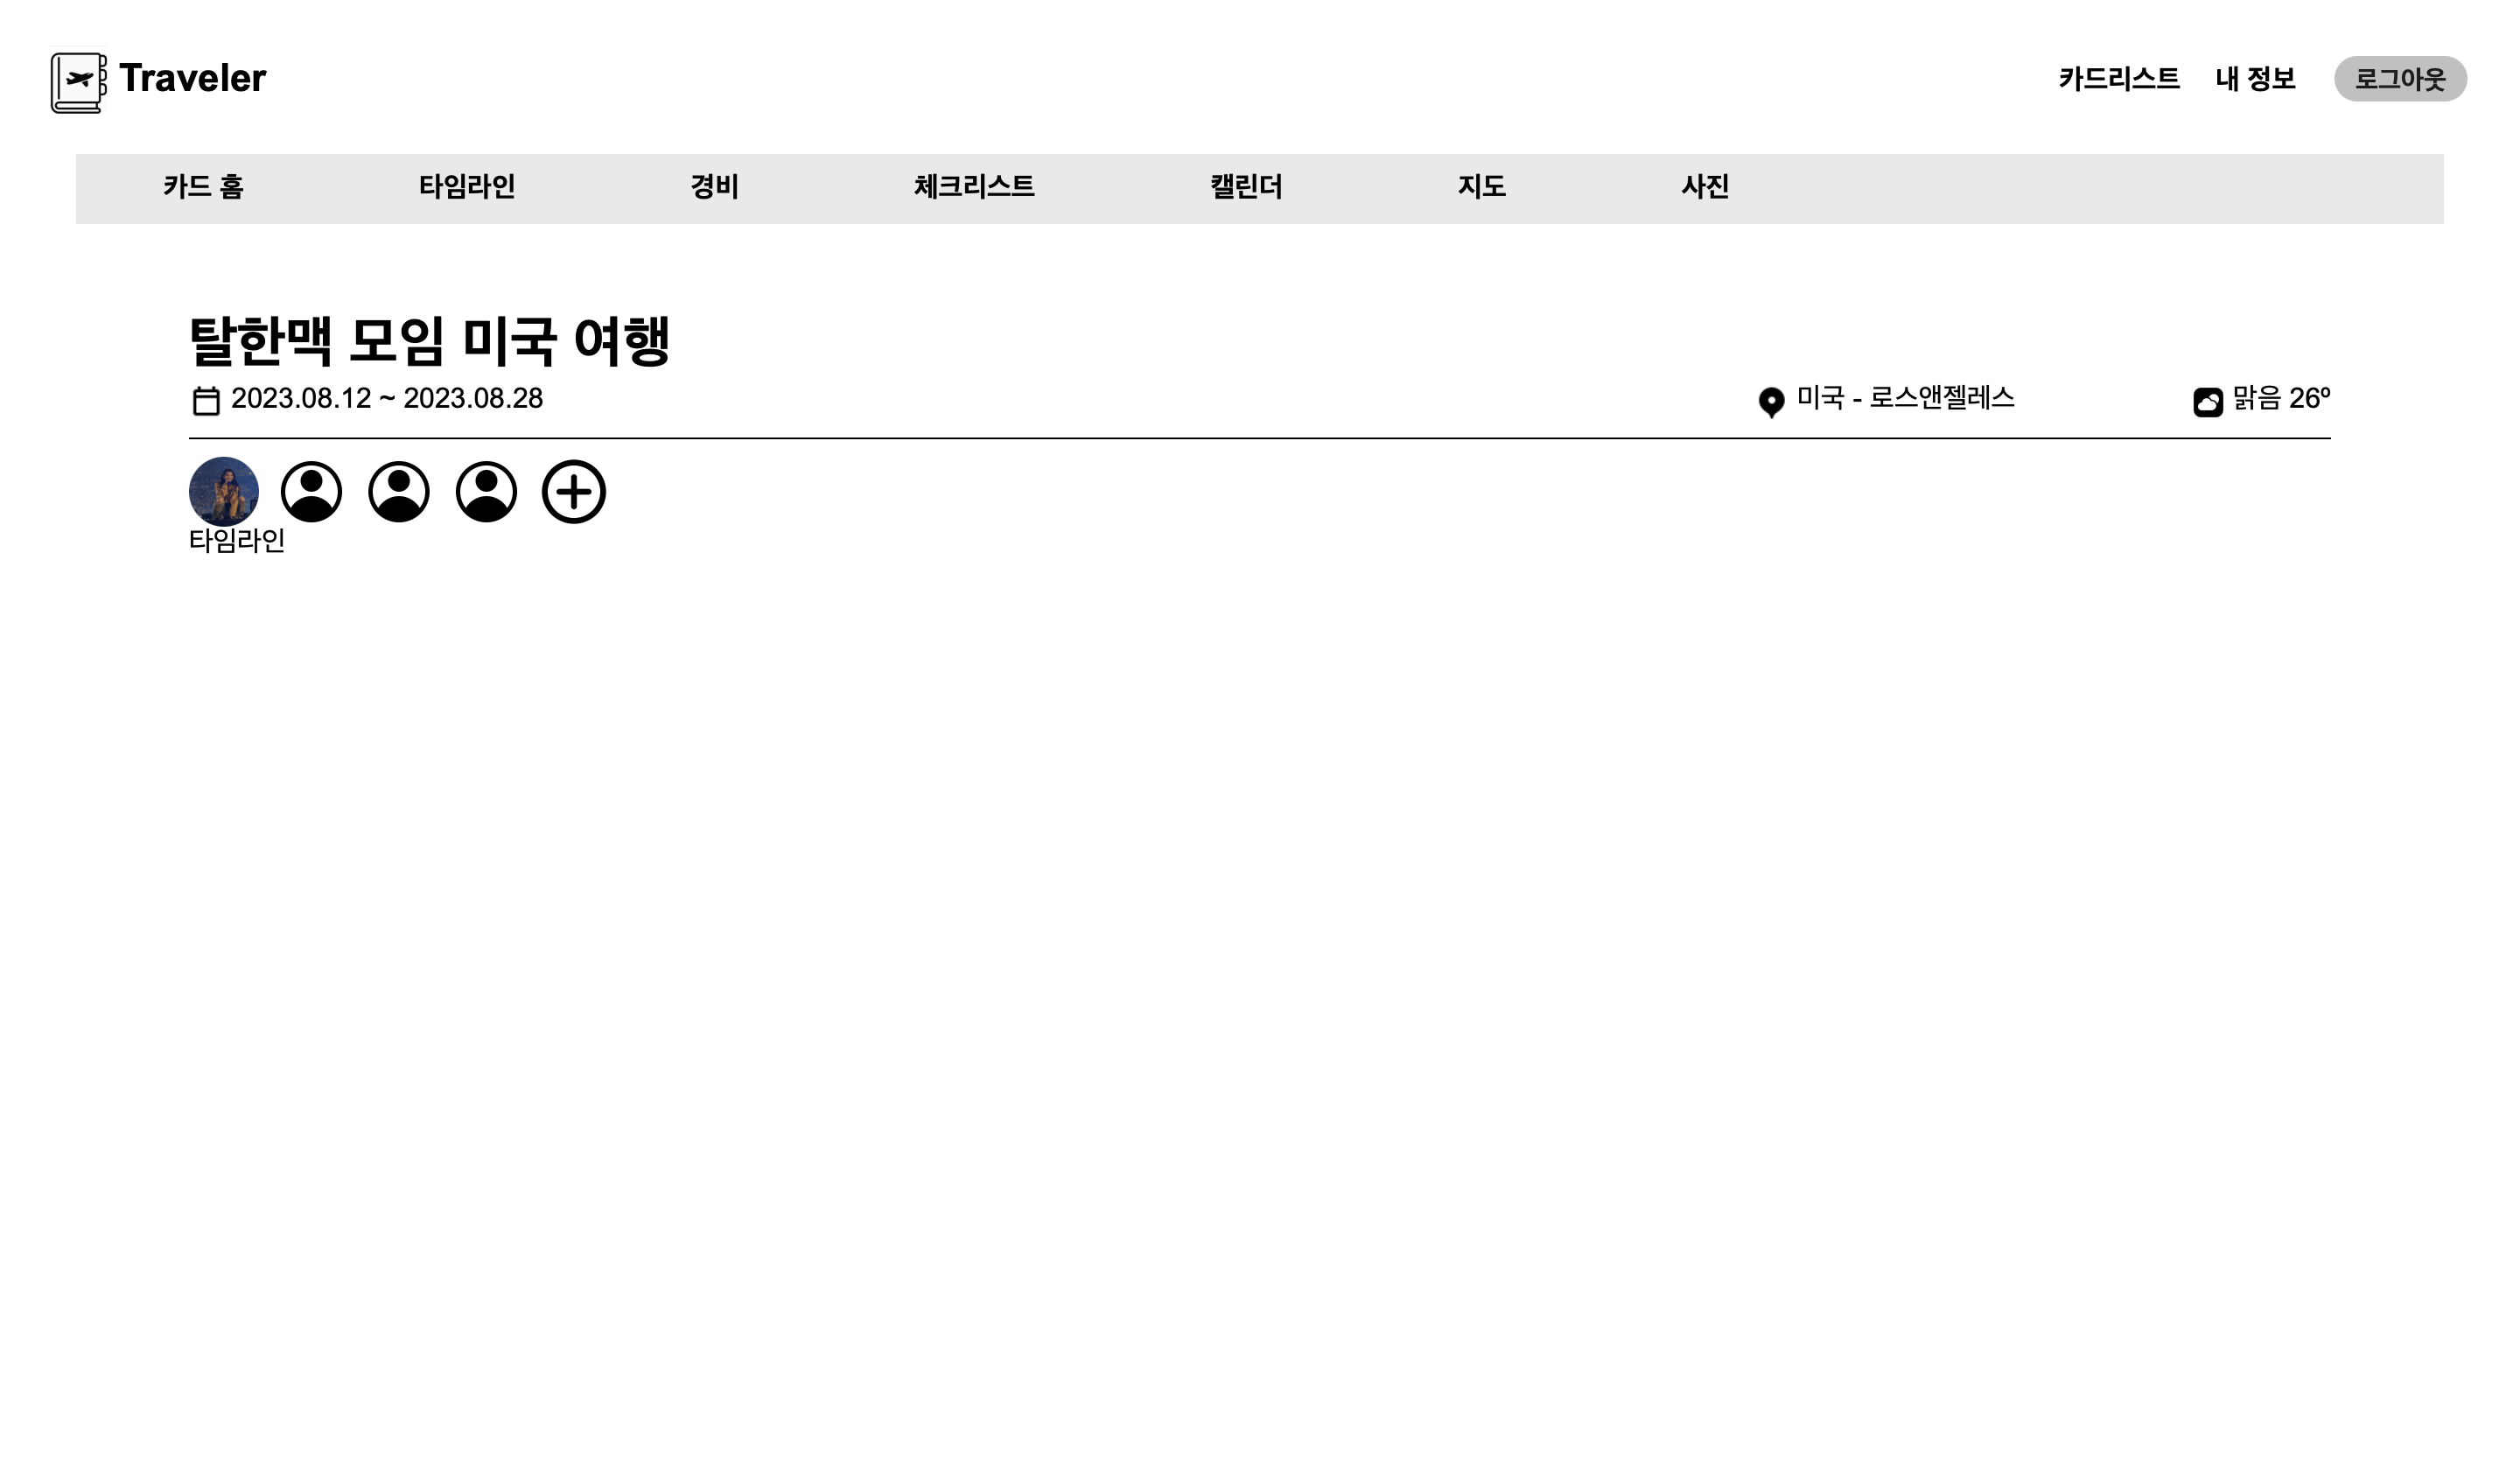 Traveler
카드리스트 내 정보 로그아웃
카드 홈 타임라인 경비 체크리스트 캘린더 지도 사진
탈한맥 모임 미국 여행
2023.08.12 ~ 2023.08.28 미국 - 로스앤젤레스 맑음 26º
타임라인